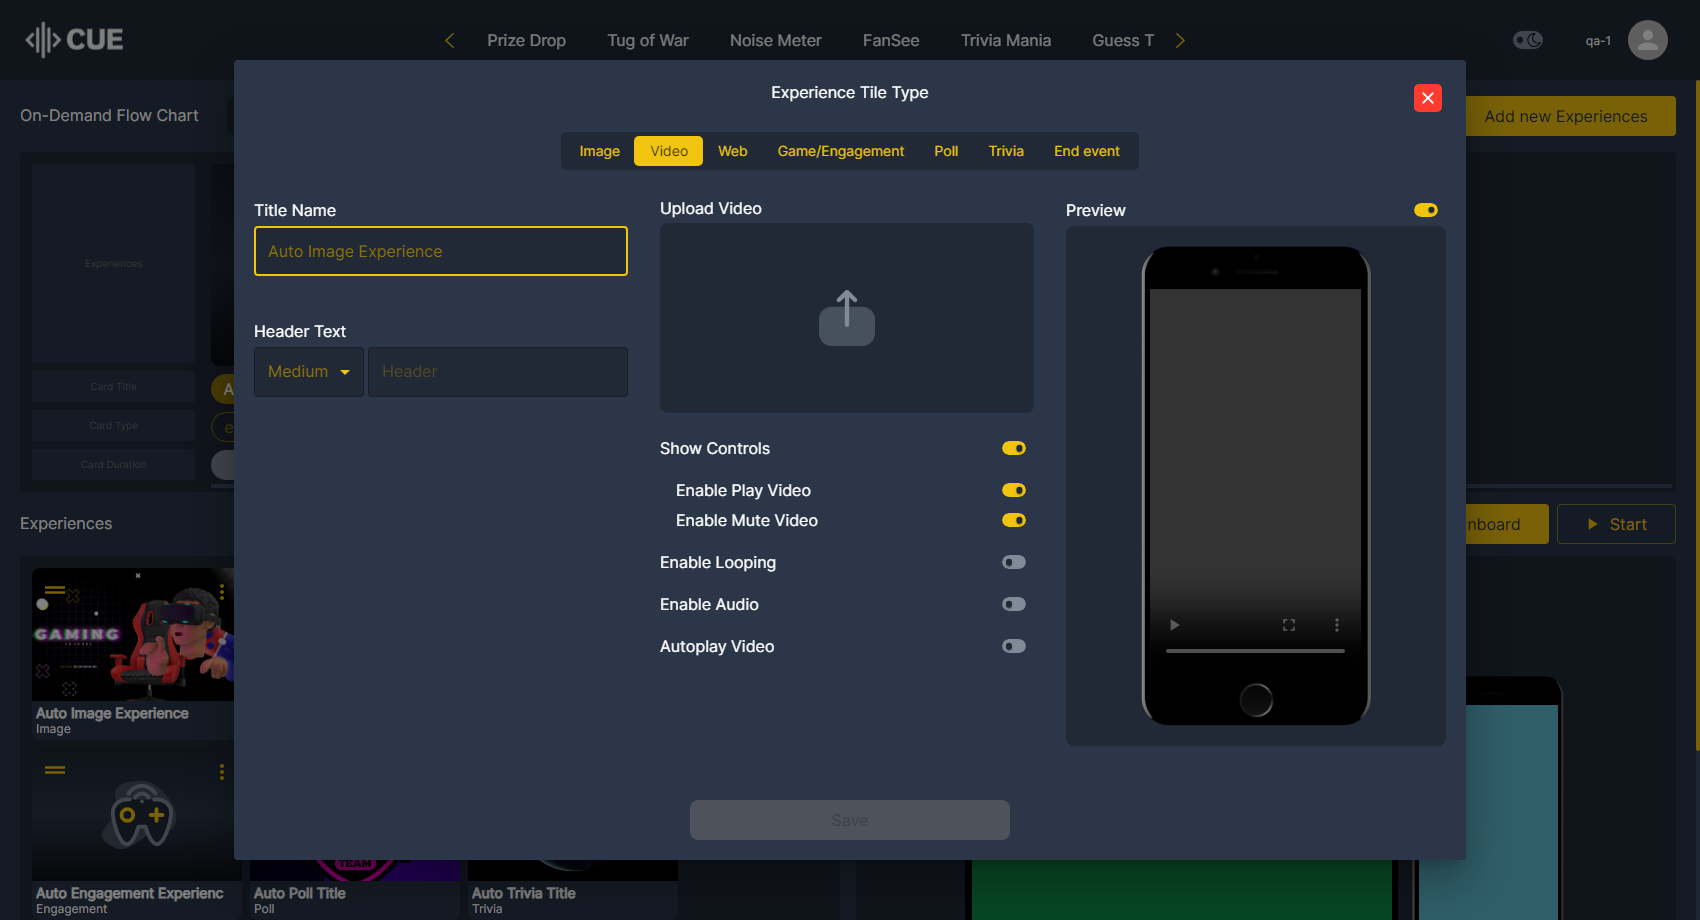 CUE
Prize Drop
Tug of War
Noise Meter
FanSee
Trivia Mania
Guess T
qa-1
On-Demand Flow Chart
Add new Experiences
Experience Tile Type
Image
Video
Web
Game/Engagement
Poll
Trivia
End event
Title Name
Auto Image Experience
Header Text
Medium
Header
Upload Video
Show Controls
Enable Play Video
Enable Mute Video
Enable Looping
Enable Audio
Autoplay Video
Preview
Save
Experiences
Card Title
A
Card Type
e
Card Duration
Experiences
nboard
Start
GAMING
Auto Image Experience
Image
TEAM
Auto Engagement Experienc
Engagement
Auto Poll Title
Poll
Auto Trivia Title
Trivia